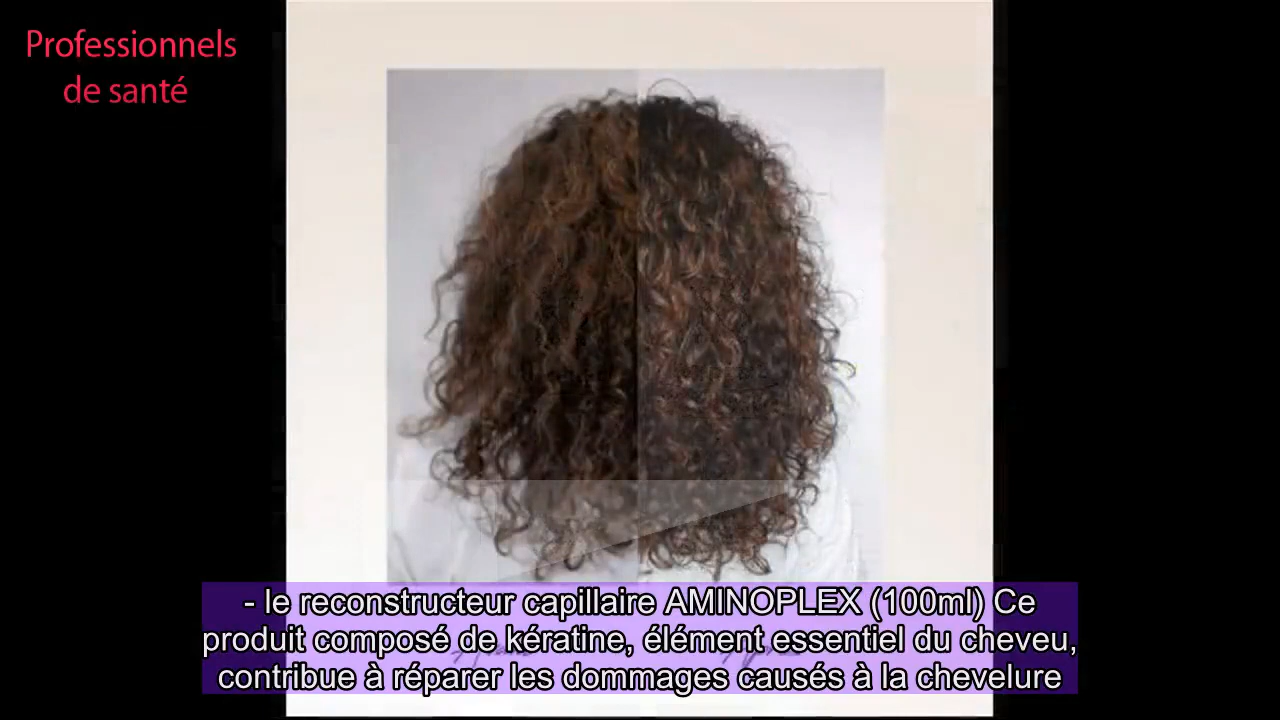 Professionnels
de santé
- le reconstructeur capillaire AMINOPLEX (100ml) Ce
produit composé de kératine, élément essentiel du cheveu,
contribue à réparer les dommages causés à la chevelure